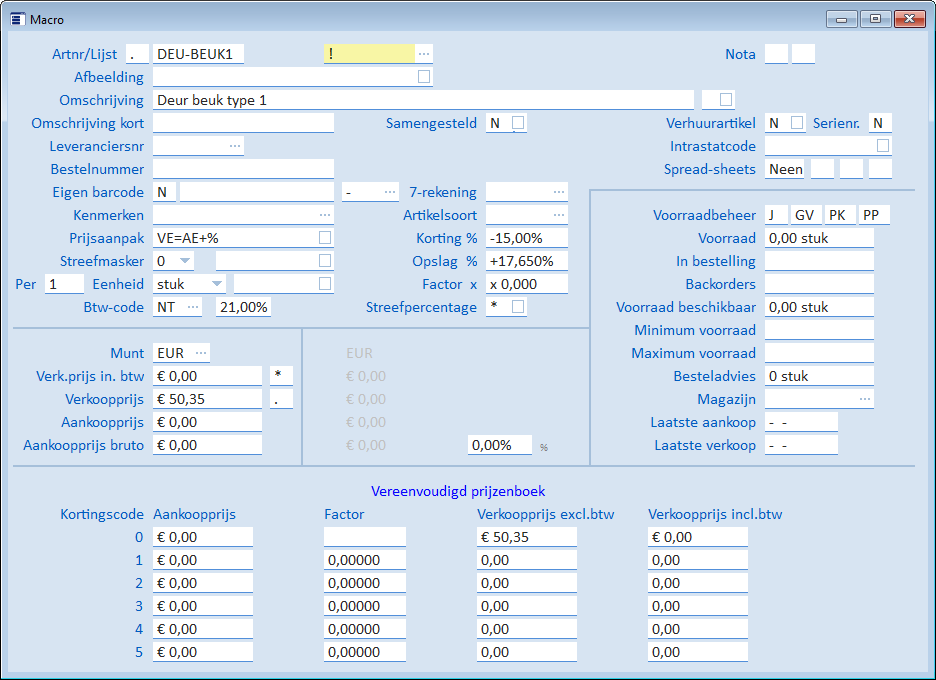 Macro
Artnr/Lijst . DEU-BEUK1 ! ... Nota
Afbeelding
Omschrijving Deur beuk type 1
Omschrijving kort Samengesteld N Verhuurartikel N Serienr. N
Leveranciersnr ... Intrastatcode
Bestelnummer Spread-sheets Neen
Eigen barcode N - ... 7-rekening ...
Kenmerken ... Artikelsoort ... Voorraadbeheer J GV PK PP
Prijsaanpak VE=AE+% Korting % -15,00% Voorraad 0,00 stuk
Streefmasker 0 Opslag % +17,650% In bestelling
Per 1 Eenheid stuk Factor x x 0,000 Backorders
Btw-code NT ... 21,00% Streefpercentage * Voorraad beschikbaar 0,00 stuk
Minimum voorraad
Munt EUR ... EUR Maximum voorraad
Verk.prijs in. btw € 0,00 * € 0,00 Besteladvies 0 stuk
Verkoopprijs € 50,35 . € 0,00 Magazijn ...
Aankoopprijs € 0,00 € 0,00 Laatste aankoop - -
Aankoopprijs bruto € 0,00 € 0,00 0,00% % Laatste verkoop - -
Vereenvoudigd prijzenboek
Kortingscode Aankoopprijs Factor Verkoopprijs excl.btw Verkoopprijs incl.btw
0 € 0,00 € 50,35 € 0,00
1 € 0,00 0,00000 0,00 0,00
2 € 0,00 0,00000 0,00 0,00
3 € 0,00 0,00000 0,00 0,00
4 € 0,00 0,00000 0,00 0,00
5 € 0,00 0,00000 0,00 0,00